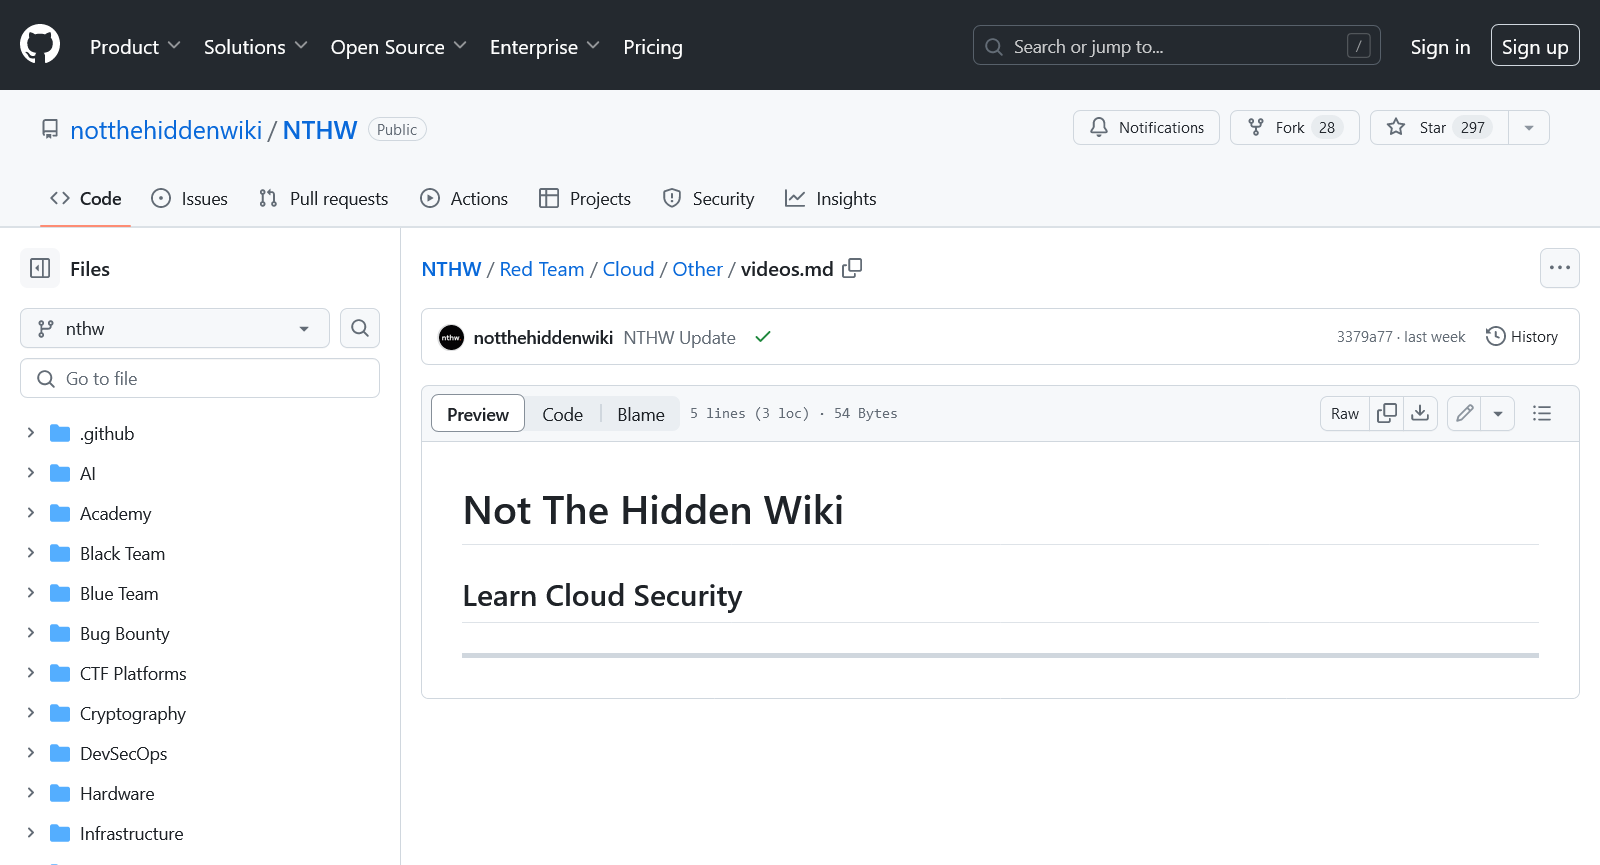 Product Solutions Open Source Enterprise Pricing Search or jump to... / Sign in Sign up
notthehiddenwiki / NTHW Public Notifications Fork 28 Star 297
Code Issues Pull requests Actions Projects Security Insights
Files
nthw
Go to file
.github
AI
Academy
Black Team
Blue Team
Bug Bounty
CTF Platforms
Cryptography
DevSecOps
Hardware
Infrastructure
NTHW / Red Team / Cloud / Other / videos.md
nthw. notthehiddenwiki NTHW Update 3379a77 · last week History
Preview Code Blame 5 lines (3 loc) · 54 Bytes Raw
Not The Hidden Wiki
Learn Cloud Security